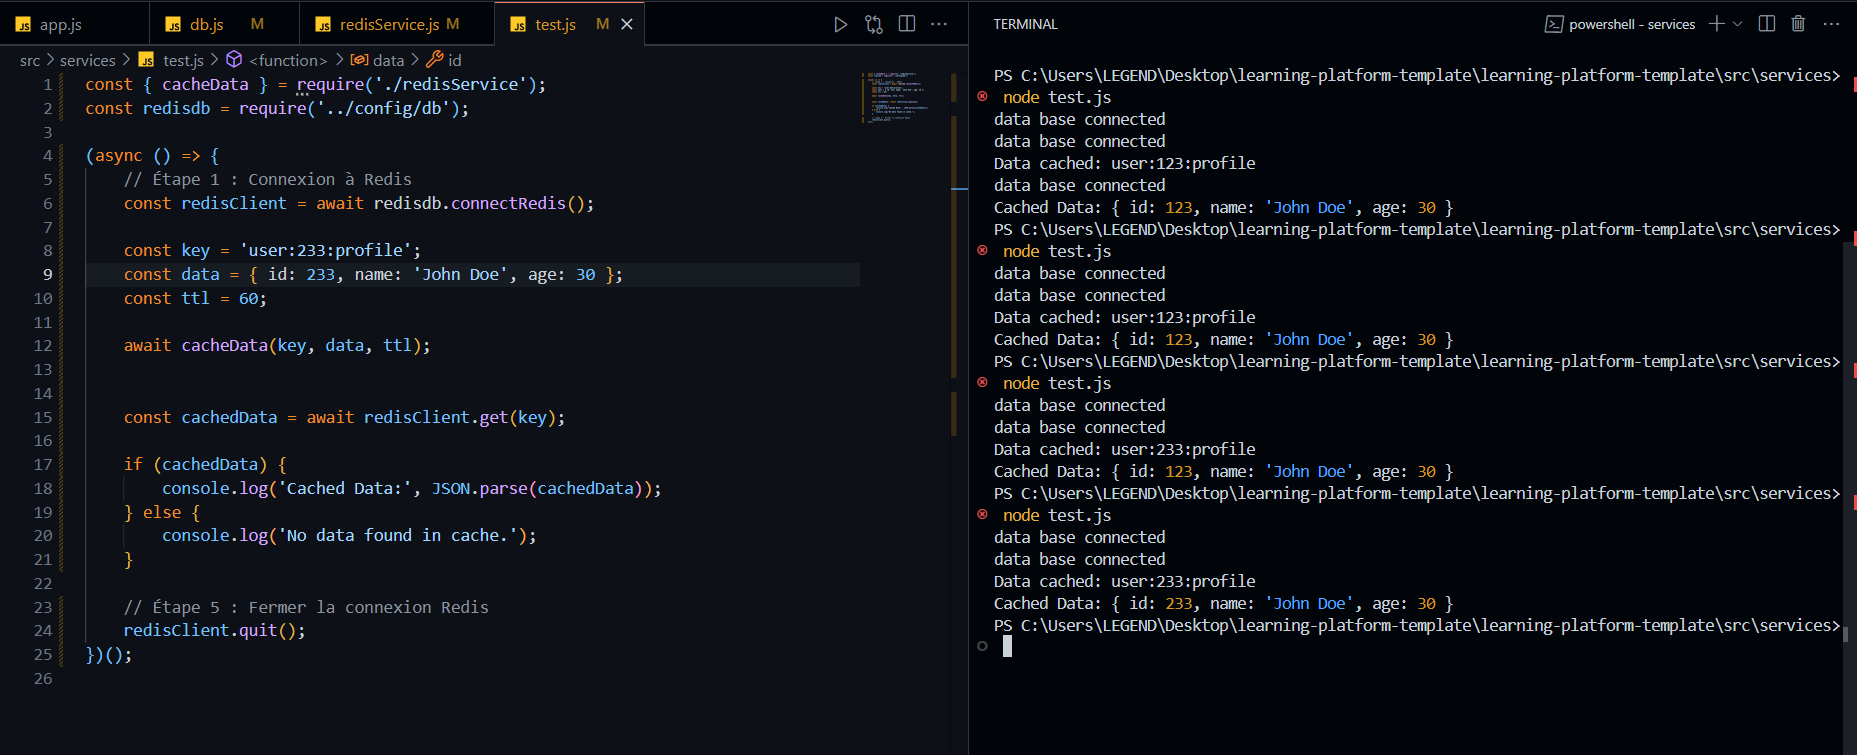 JS app.js JS db.js M JS redisService.js M JS test.js M
src > services > JS test.js > <function> > data > id
1 const { cacheData } = require('./redisService');
2 const redisdb = require('../config/db');
3
4 (async () => {
5 // Étape 1 : Connexion à Redis
6 const redisClient = await redisdb.connectRedis();
7
8 const key = 'user:233:profile';
9 const data = { id: 233, name: 'John Doe', age: 30 };
10 const ttl = 60;
11
12 await cacheData(key, data, ttl);
13
14
15 const cachedData = await redisClient.get(key);
16
17 if (cachedData) {
18 console.log('Cached Data:', JSON.parse(cachedData));
19 } else {
20 console.log('No data found in cache.');
21 }
22
23 // Étape 5 : Fermer la connexion Redis
24 redisClient.quit();
25 })();
26
TERMINAL
powershell - services
PS C:\Users\LEGEND\Desktop\learning-platform-template\learning-platform-template\src\services>
node test.js
data base connected
data base connected
Data cached: user:123:profile
data base connected
Cached Data: { id: 123, name: 'John Doe', age: 30 }
PS C:\Users\LEGEND\Desktop\learning-platform-template\learning-platform-template\src\services>
node test.js
data base connected
data base connected
Data cached: user:123:profile
Cached Data: { id: 123, name: 'John Doe', age: 30 }
PS C:\Users\LEGEND\Desktop\learning-platform-template\learning-platform-template\src\services>
node test.js
data base connected
data base connected
Data cached: user:233:profile
Cached Data: { id: 123, name: 'John Doe', age: 30 }
PS C:\Users\LEGEND\Desktop\learning-platform-template\learning-platform-template\src\services>
node test.js
data base connected
data base connected
Data cached: user:233:profile
Cached Data: { id: 233, name: 'John Doe', age: 30 }
PS C:\Users\LEGEND\Desktop\learning-platform-template\learning-platform-template\src\services>